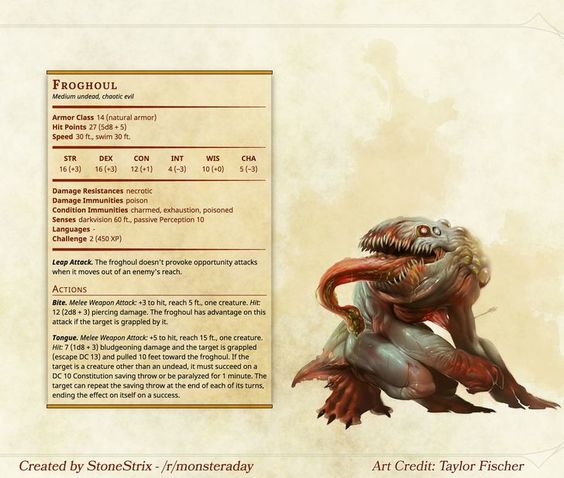 FROGHOUL
Medium undead, chaotic evil
Armor Class 14 (natural armor)
Hit Points 27 (5d8 + 5)
Speed 30 ft., swim 30 ft.
STR DEX CON INT WIS CHA
16 (+3) 16 (+3) 12 (+1) 4 (−3) 10 (+0) 5 (−3)
Damage Resistances necrotic
Damage Immunities poison
Condition Immunities charmed, exhaustion, poisoned
Senses darkvision 60 ft., passive Perception 10
Languages -
Challenge 2 (450 XP)
Leap Attack. The froghoul doesn't provoke opportunity attacks
when it moves out of an enemy's reach.
ACTIONS
Bite. Melee Weapon Attack: +3 to hit, reach 5 ft., one creature. Hit:
12 (2d8 + 3) piercing damage. The froghoul has advantage on this
attack if the target is grappled by it.
Tongue. Melee Weapon Attack: +5 to hit, reach 15 ft., one creature.
Hit: 7 (1d8 + 3) bludgeoning damage and the target is grappled
(escape DC 13) and pulled 10 feet toward the froghoul. If the
target is a creature other than an undead, it must succeed on a
DC 10 Constitution saving throw or be paralyzed for 1 minute. The
target can repeat the saving throw at the end of each of its turns,
ending the effect on itself on a success.
Created by StoneStrix - /r/monsteraday
Art Credit: Taylor Fischer